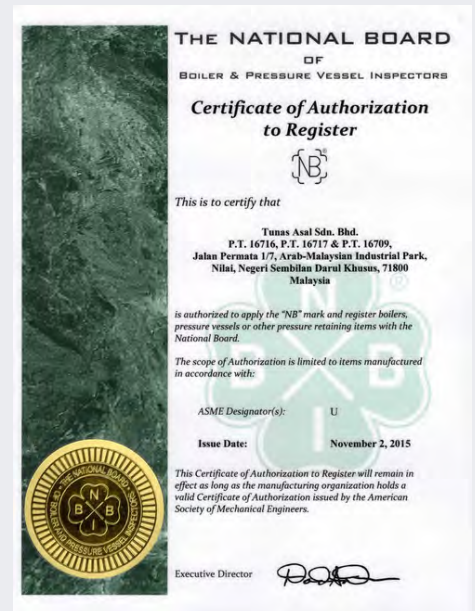 THE NATIONAL BOARD
OF
BOILER & PRESSURE VESSEL INSPECTORS
Certificate of Authorization
to Register
NB®
This is to certify that
Tunas Asal Sdn. Bhd.
P.T. 16716, P.T. 16717 & P.T. 16709,
Jalan Permata 1/7, Arab-Malaysian Industrial Park,
Nilai, Negeri Sembilan Darul Khusus, 71800
Malaysia
is authorized to apply the "NB" mark and register boilers,
pressure vessels or other pressure retaining items with the
National Board.
The scope of Authorization is limited to items manufactured
in accordance with:
ASME Designator(s): U
Issue Date: November 2, 2015
This Certificate of Authorization to Register will remain in
effect as long as the manufacturing organization holds a
valid Certificate of Authorization issued by the American
Society of Mechanical Engineers.
Executive Director
THE NATIONAL BOARD OF BOILER AND PRESSURE VESSEL INSPECTORS
N
B B
I
N ®
B B
I